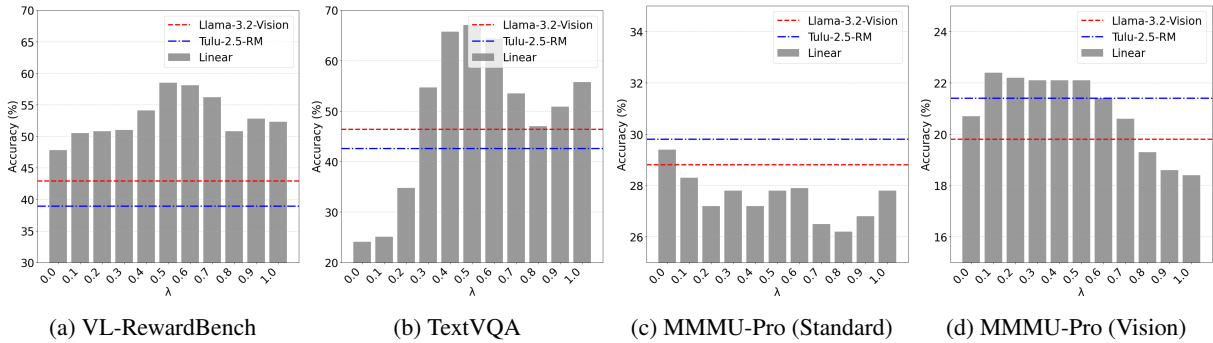 70
65
60
55
50
45
40
35
30
Accuracy (%)
0.0 0.1 0.2 0.3 0.4 0.5 0.6 0.7 0.8 0.9 1.0
λ
Llama-3.2-Vision
Tulu-2.5-RM
Linear
(a) VL-RewardBench
70
60
50
40
30
20
Accuracy (%)
0.0 0.1 0.2 0.3 0.4 0.5 0.6 0.7 0.8 0.9 1.0
λ
Llama-3.2-Vision
Tulu-2.5-RM
Linear
(b) TextVQA
34
32
30
28
26
Accuracy (%)
0.0 0.1 0.2 0.3 0.4 0.5 0.6 0.7 0.8 0.9 1.0
λ
Llama-3.2-Vision
Tulu-2.5-RM
Linear
(c) MMMU-Pro (Standard)
24
22
20
18
16
Accuracy (%)
0.0 0.1 0.2 0.3 0.4 0.5 0.6 0.7 0.8 0.9 1.0
λ
Llama-3.2-Vision
Tulu-2.5-RM
Linear
(d) MMMU-Pro (Vision)